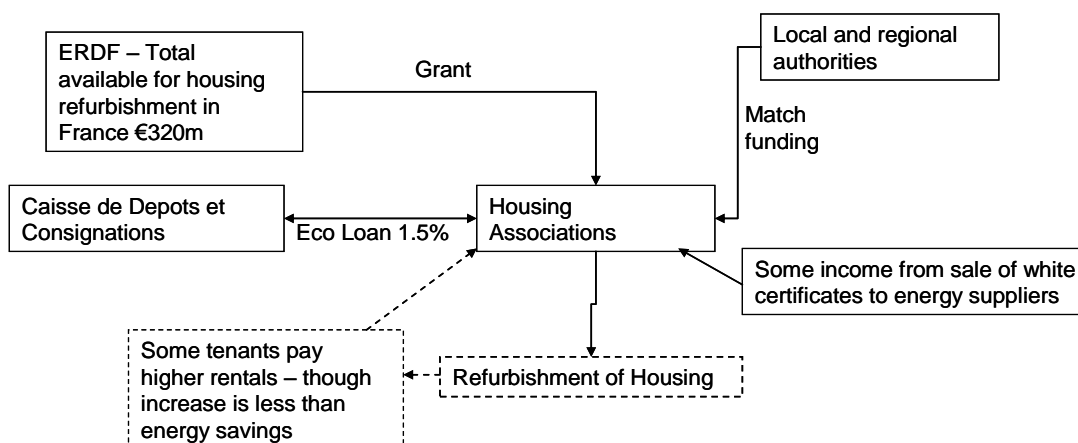 ERDF – Total
available for housing
refurbishment in
France €320m
Grant
Local and regional
authorities
Match
funding
Caisse de Depots et
Consignations
Eco Loan 1.5%
Housing
Associations
Some income from sale of white
certificates to energy suppliers
Some tenants pay
higher rentals – though
increase is less than
energy savings
Refurbishment of Housing